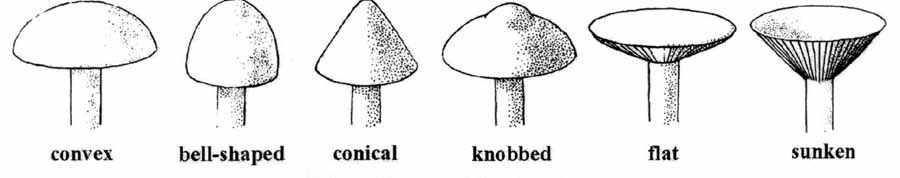 convex bell-shaped conical knobbed flat sunken